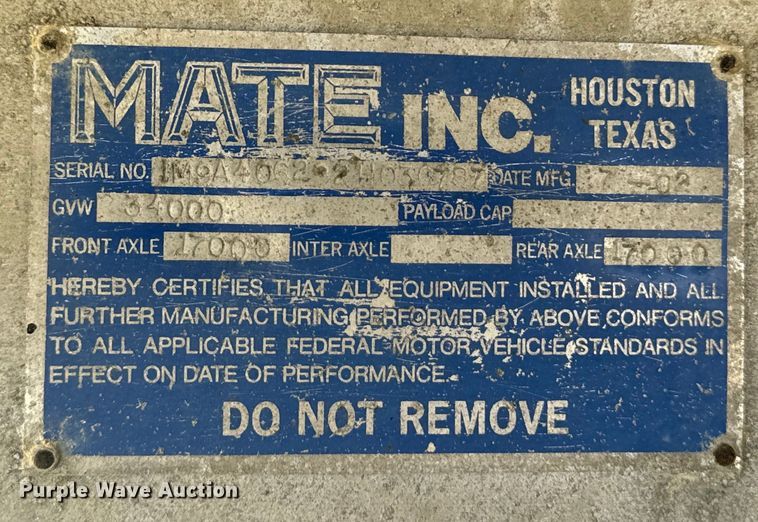 MATE INC. HOUSTON TEXAS
SERIAL NO. DATE MFG. 7-02
GVW 34000 PAYLOAD CAP
FRONT AXLE 17000 INTER AXLE REAR AXLE 17000
HEREBY CERTIFIES THAT ALL EQUIPMENT INSTALLED AND ALL
FURTHER MANUFACTURING PERFORMED BY ABOVE CONFORMS
TO ALL APPLICABLE FEDERAL MOTOR VEHICLE STANDARDS IN
EFFECT ON DATE OF PERFORMANCE.
DO NOT REMOVE
Purple Wave Auction